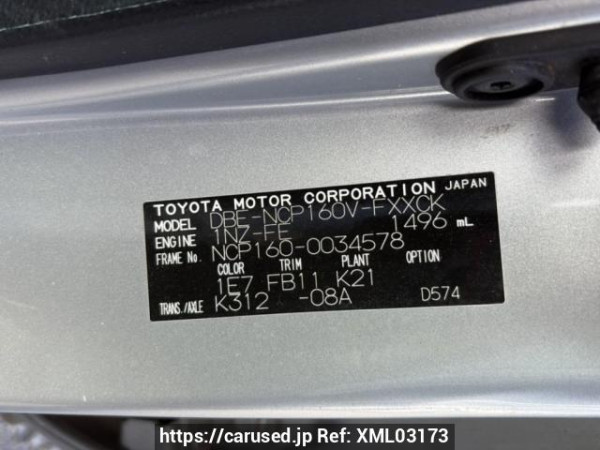 TOYOTA MOTOR CORPORATION JAPAN
MODEL DBE-NCP160V-FXXCK
ENGINE 1NZ-FE 1496 mL
FRAME No. NCP160-0034578
COLOR TRIM PLANT OPTION
1E7 FB11 K21
TRANS./AXLE K312 -08A D574
https://carused.jp Ref: XML03173